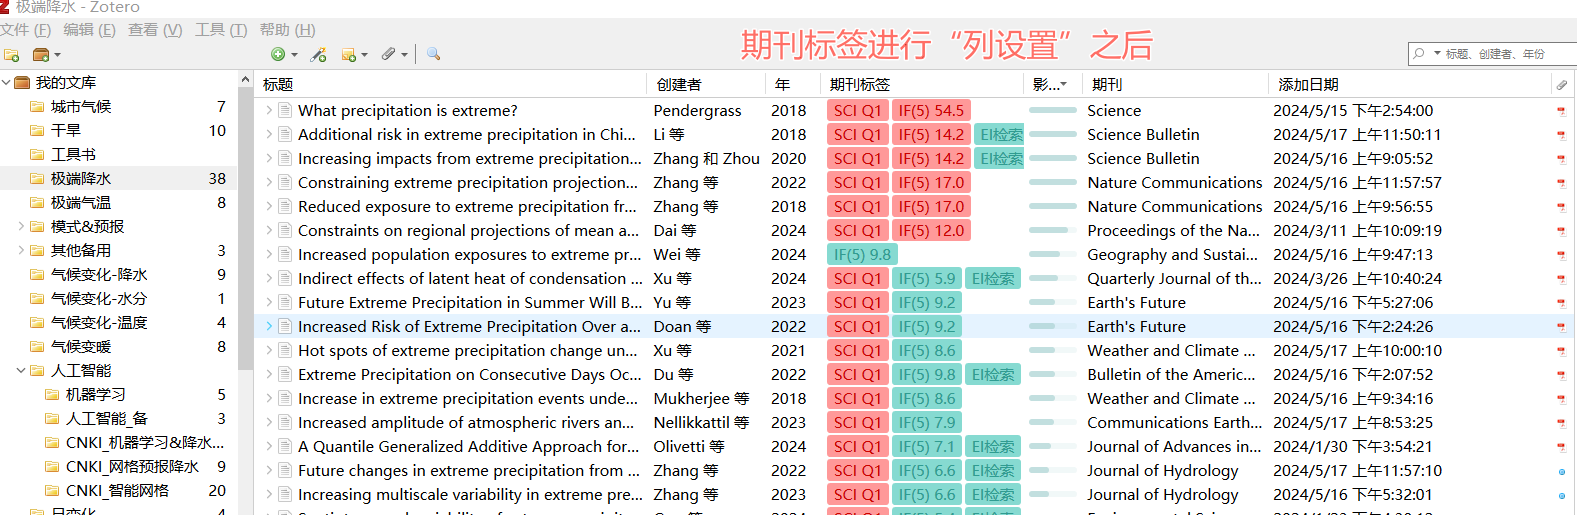 极端降水 - Zotero
文件 (F) 编辑 (E) 查看 (V) 工具 (T) 帮助 (H)
期刊标签进行“列设置”之后
标题、创建者、年份
我的文库
城市气候 7
干旱 10
工具书
极端降水 38
极端气温 8
模式&预报
其他备用 3
气候变化-降水 9
气候变化-水分 1
气候变化-温度 4
气候变暖 8
人工智能
机器学习 5
人工智能_备 3
CNKI_机器学习&降水...
CNKI_网格预报降水 9
CNKI_智能网格 20
标题 创建者 年 期刊标签 影... 期刊 添加日期
What precipitation is extreme? Pendergrass 2018 SCI Q1 IF(5) 54.5 Science 2024/5/15 下午2:54:00
Additional risk in extreme precipitation in Chi... Li 等 2018 SCI Q1 IF(5) 14.2 EI检索 Science Bulletin 2024/5/17 上午11:50:11
Increasing impacts from extreme precipitation... Zhang 和 Zhou 2020 SCI Q1 IF(5) 14.2 EI检索 Science Bulletin 2024/5/16 上午9:05:52
Constraining extreme precipitation projection... Zhang 等 2022 SCI Q1 IF(5) 17.0 Nature Communications 2024/5/16 上午11:57:57
Reduced exposure to extreme precipitation fr... Zhang 等 2018 SCI Q1 IF(5) 17.0 Nature Communications 2024/5/16 上午9:56:55
Constraints on regional projections of mean a... Dai 等 2024 SCI Q1 IF(5) 12.0 Proceedings of the Na... 2024/3/11 上午10:09:19
Increased population exposures to extreme pr... Wei 等 2024 IF(5) 9.8 Geography and Sustai... 2024/5/16 上午9:47:13
Indirect effects of latent heat of condensation ... Xu 等 2024 SCI Q1 IF(5) 5.9 EI检索 Quarterly Journal of th... 2024/3/26 上午10:40:24
Future Extreme Precipitation in Summer Will B... Yu 等 2023 SCI Q1 IF(5) 9.2 Earth's Future 2024/5/16 下午5:27:06
Increased Risk of Extreme Precipitation Over a... Doan 等 2022 SCI Q1 IF(5) 9.2 Earth's Future 2024/5/16 下午2:24:26
Hot spots of extreme precipitation change un... Xu 等 2021 SCI Q1 IF(5) 8.6 Weather and Climate ... 2024/5/17 上午10:00:10
Extreme Precipitation on Consecutive Days Oc... Du 等 2022 SCI Q1 IF(5) 9.8 EI检索 Bulletin of the Americ... 2024/5/16 下午2:07:52
Increase in extreme precipitation events unde... Mukherjee 等 2018 SCI Q1 IF(5) 8.6 Weather and Climate ... 2024/5/16 上午9:34:16
Increased amplitude of atmospheric rivers an... Nellikkattil 等 2023 SCI Q1 IF(5) 7.9 Communications Earth... 2024/5/17 上午8:53:25
A Quantile Generalized Additive Approach for... Olivetti 等 2024 SCI Q1 IF(5) 7.1 EI检索 Journal of Advances in... 2024/1/30 下午3:54:21
Future changes in extreme precipitation from ... Zhang 等 2022 SCI Q1 IF(5) 6.6 EI检索 Journal of Hydrology 2024/5/17 上午11:57:10
Increasing multiscale variability in extreme pre... Zhang 等 2023 SCI Q1 IF(5) 6.6 EI检索 Journal of Hydrology 2024/5/16 下午5:32:01